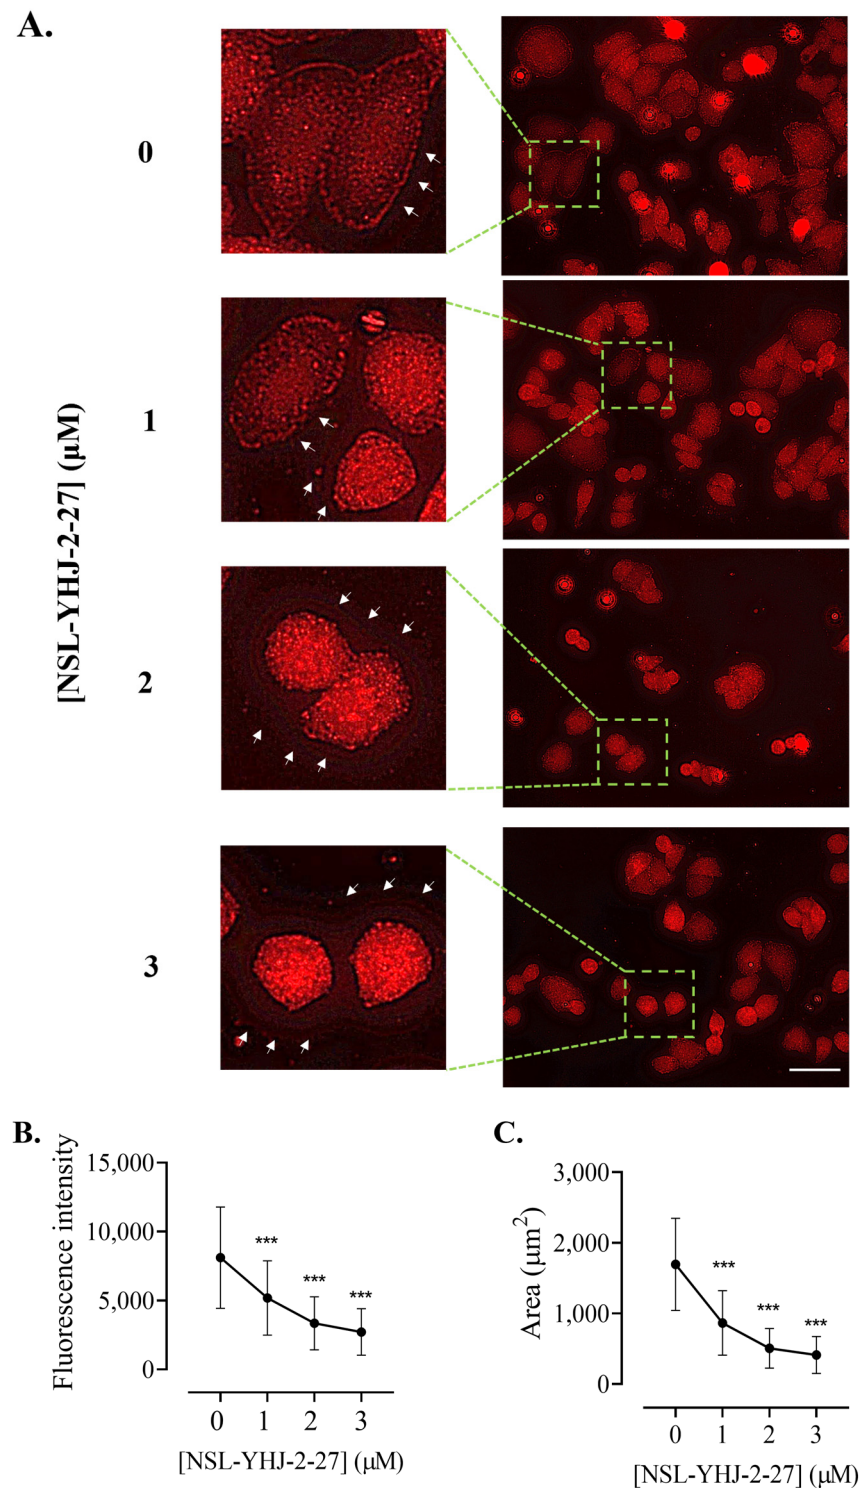 A.
0
1
[NSL-YHJ-2-27] (μM)
2
3
B.
Fluorescence intensity
15,000
10,000
5,000
0
***
***
***
0 1 2 3
[NSL-YHJ-2-27] (μM)
C.
Area (μm²)
3,000
2,000
1,000
0
***
***
***
0 1 2 3
[NSL-YHJ-2-27] (μM)